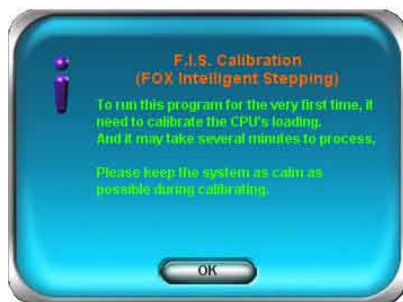 F.I.S. Calibration
(FOX Intelligent Stepping)
To run this program for the very first time, it
need to calibrate the CPU's loading.
And it may take several minutes to process,
Please keep the system as calm as
possible during calibrating.
OK